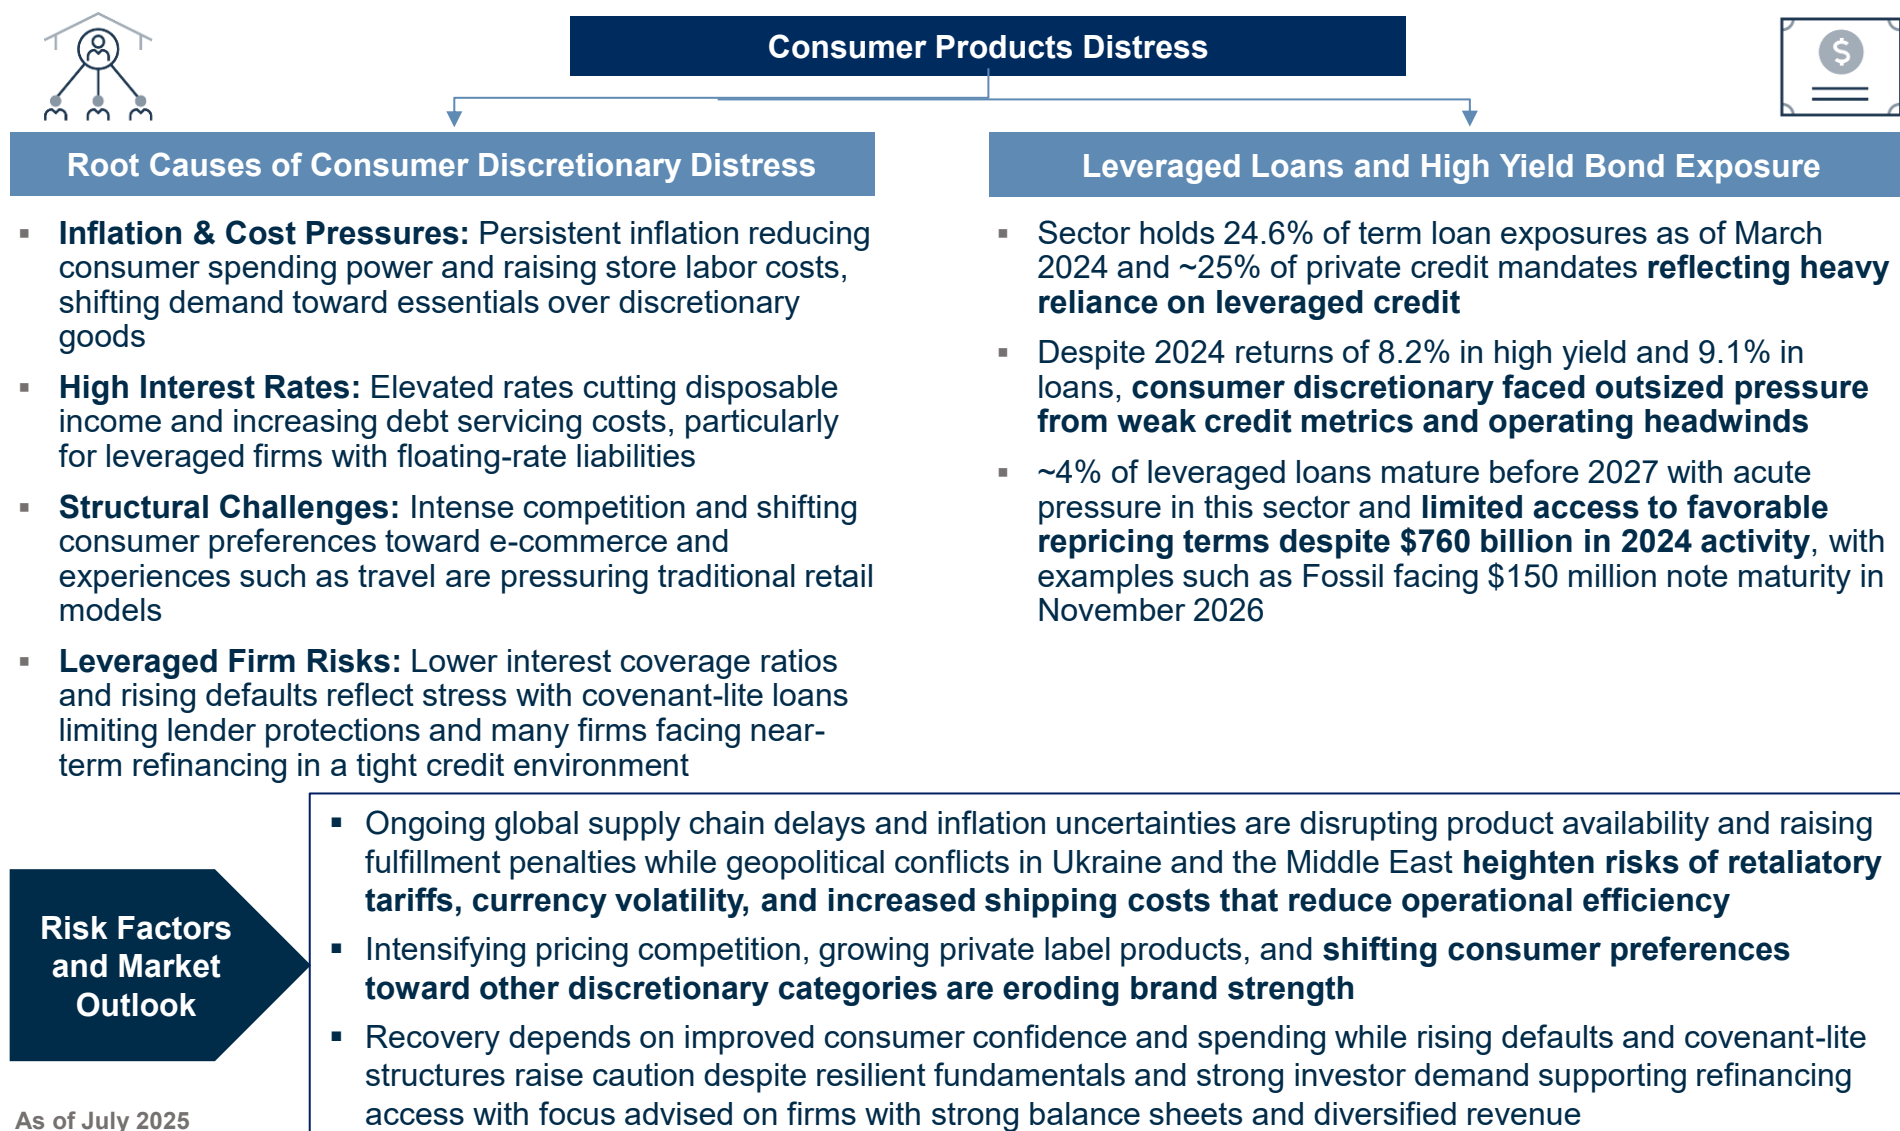 Consumer Products Distress
$
Root Causes of Consumer Discretionary Distress
▪ Inflation & Cost Pressures: Persistent inflation reducing
consumer spending power and raising store labor costs,
shifting demand toward essentials over discretionary
goods
▪ High Interest Rates: Elevated rates cutting disposable
income and increasing debt servicing costs, particularly
for leveraged firms with floating-rate liabilities
▪ Structural Challenges: Intense competition and shifting
consumer preferences toward e-commerce and
experiences such as travel are pressuring traditional retail
models
▪ Leveraged Firm Risks: Lower interest coverage ratios
and rising defaults reflect stress with covenant-lite loans
limiting lender protections and many firms facing near-
term refinancing in a tight credit environment
Leveraged Loans and High Yield Bond Exposure
▪ Sector holds 24.6% of term loan exposures as of March
2024 and ~25% of private credit mandates reflecting heavy
reliance on leveraged credit
▪ Despite 2024 returns of 8.2% in high yield and 9.1% in
loans, consumer discretionary faced outsized pressure
from weak credit metrics and operating headwinds
▪ ~4% of leveraged loans mature before 2027 with acute
pressure in this sector and limited access to favorable
repricing terms despite $760 billion in 2024 activity, with
examples such as Fossil facing $150 million note maturity in
November 2026
Risk Factors
and Market
Outlook
▪ Ongoing global supply chain delays and inflation uncertainties are disrupting product availability and raising
fulfillment penalties while geopolitical conflicts in Ukraine and the Middle East heighten risks of retaliatory
tariffs, currency volatility, and increased shipping costs that reduce operational efficiency
▪ Intensifying pricing competition, growing private label products, and shifting consumer preferences
toward other discretionary categories are eroding brand strength
▪ Recovery depends on improved consumer confidence and spending while rising defaults and covenant-lite
structures raise caution despite resilient fundamentals and strong investor demand supporting refinancing
access with focus advised on firms with strong balance sheets and diversified revenue
As of July 2025